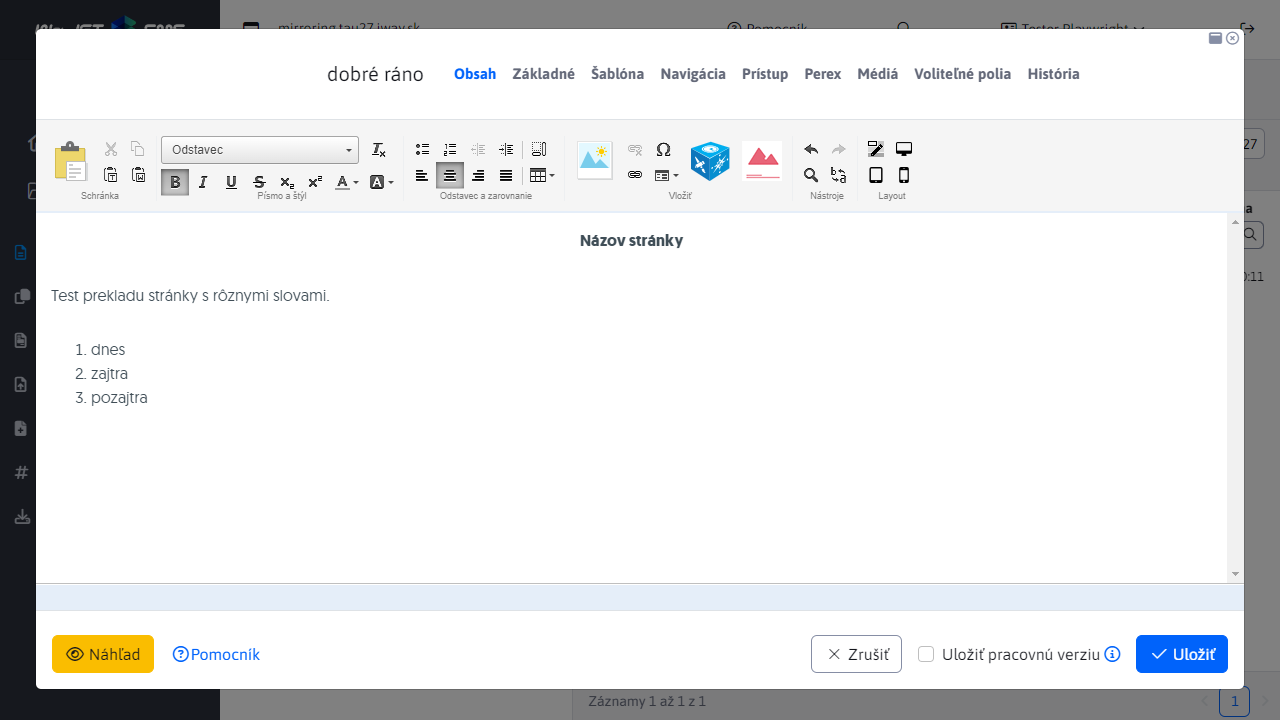 mirroring.tau27.iway.sk
Pomocník
Tester Playwright
dobré ráno
Obsah
Základné
Šablóna
Navigácia
Prístup
Perex
Médiá
Voliteľné polia
História
Odstavec
Schránka
Písmo a štýl
Odstavec a zarovnanie
Vložiť
Nástroje
Layout
27
Názov stránky
Test prekladu stránky s rôznymi slovami.
1. dnes
2. zajtra
3. pozajtra
Náhľad
Pomocník
Zrušiť
Uložiť pracovnú verziu
Uložiť
Záznamy 1 až 1 z 1
1